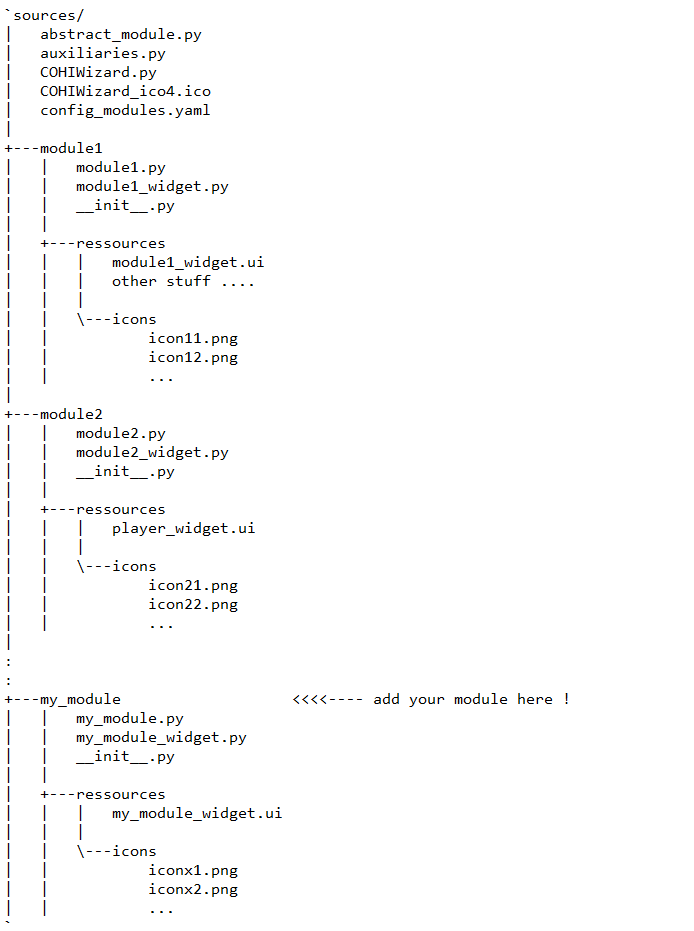 `sources/
|   abstract_module.py
|   auxiliaries.py
|   COHIWizard.py
|   COHIWizard_ico4.ico
|   config_modules.yaml
|
+---module1
|   |   module1.py
|   |   module1_widget.py
|   |   __init__.py
|   |
|   +---ressources
|   |   |   module1_widget.ui
|   |   |   other stuff ....
|   |   |
|   |   \---icons
|   |           icon11.png
|   |           icon12.png
|   |           ...
|
+---module2
|   |   module2.py
|   |   module2_widget.py
|   |   __init__.py
|   |
|   +---ressources
|   |   |   player_widget.ui
|   |   |
|   |   \---icons
|   |           icon21.png
|   |           icon22.png
|   |           ...
|
:
:
+---my_module                   <<<<---- add your module here !
|   |   my_module.py
|   |   my_module_widget.py
|   |   __init__.py
|   |
|   +---ressources
|   |   |   my_module_widget.ui
|   |   |
|   |   \---icons
|   |           iconx1.png
|   |           iconx2.png
|   |           ...
`